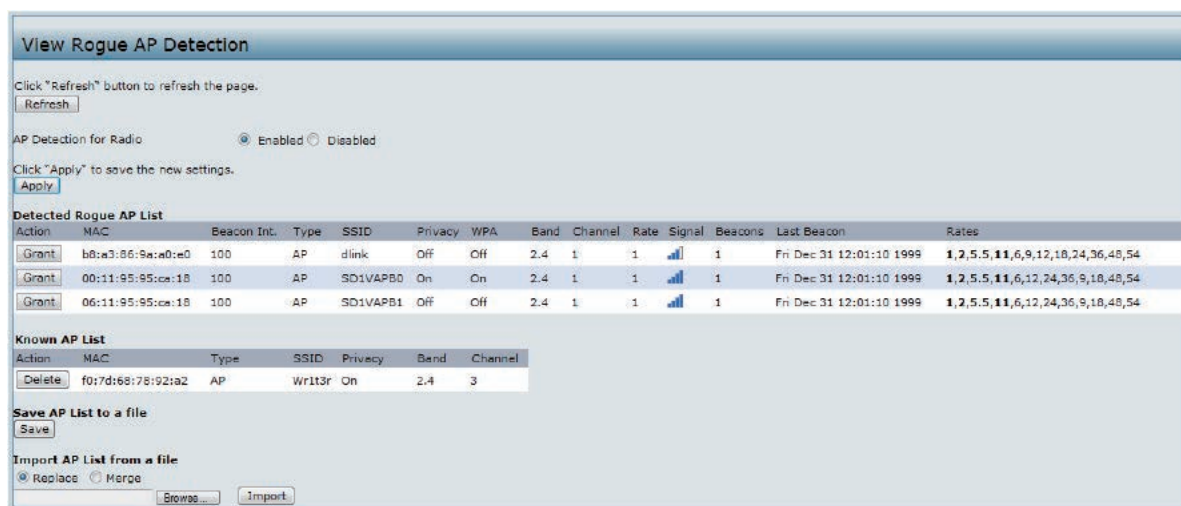 View Rogue AP Detection
Click "Refresh" button to refresh the page.
Refresh
AP Detection for Radio Enabled Disabled
Click "Apply" to save the new settings.
Apply
Detected Rogue AP List
Action MAC Beacon Int. Type SSID Privacy WPA Band Channel Rate Signal Beacons Last Beacon Rates
Grant b8:a3:86:9a:a0:e0 100 AP dlink Off Off 2.4 1 1 1 Fri Dec 31 12:01:10 1999 1,2,5.5,11,6,9,12,18,24,36,48,54
Grant 00:11:95:95:ca:18 100 AP SD1VAPB0 On On 2.4 1 1 1 Fri Dec 31 12:01:10 1999 1,2,5.5,11,6,12,24,36,9,18,48,54
Grant 06:11:95:95:ca:18 100 AP SD1VAPB1 Off Off 2.4 1 1 1 Fri Dec 31 12:01:10 1999 1,2,5.5,11,6,12,24,36,9,18,48,54
Known AP List
Action MAC Type SSID Privacy Band Channel
Delete f0:7d:68:78:92:a2 AP Wr1t3r On 2.4 3
Save AP List to a file
Save
Import AP List from a file
Replace Merge
Browse... Import